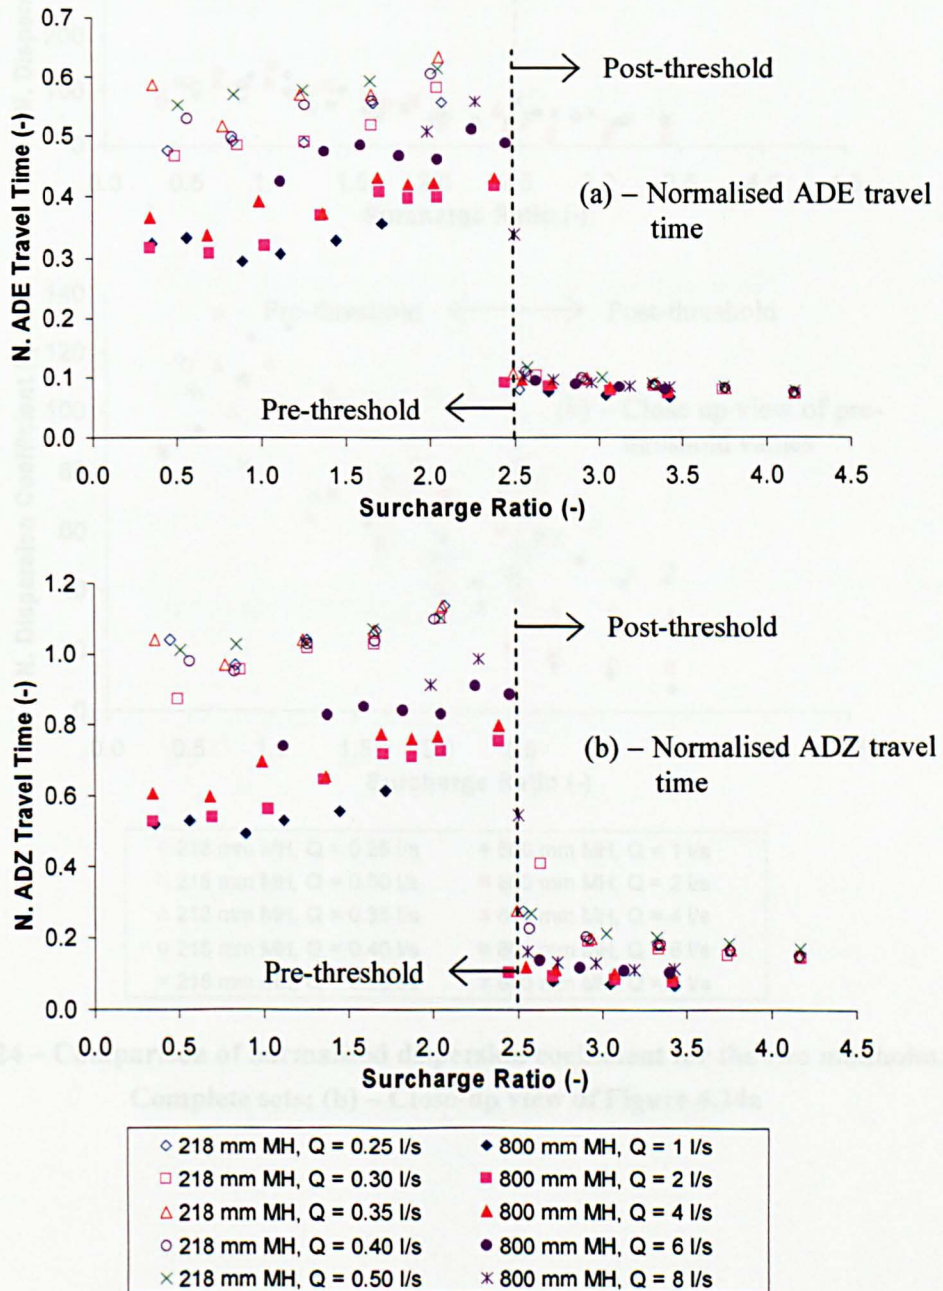 0.7
0.6
0.5
0.4
0.3
0.2
0.1
0.0
N. ADE Travel Time (-)
Post-threshold
(a) – Normalised ADE travel
time
Pre-threshold
0.0 0.5 1.0 1.5 2.0 2.5 3.0 3.5 4.0 4.5
Surcharge Ratio (-)
1.2
1.0
0.8
0.6
0.4
0.2
0.0
N. ADZ Travel Time (-)
Post-threshold
(b) – Normalised ADZ travel
time
Pre-threshold
0.0 0.5 1.0 1.5 2.0 2.5 3.0 3.5 4.0 4.5
Surcharge Ratio (-)
218 mm MH, Q = 0.25 l/s 800 mm MH, Q = 1 l/s
218 mm MH, Q = 0.30 l/s 800 mm MH, Q = 2 l/s
218 mm MH, Q = 0.35 l/s 800 mm MH, Q = 4 l/s
218 mm MH, Q = 0.40 l/s 800 mm MH, Q = 6 l/s
218 mm MH, Q = 0.50 l/s 800 mm MH, Q = 8 l/s